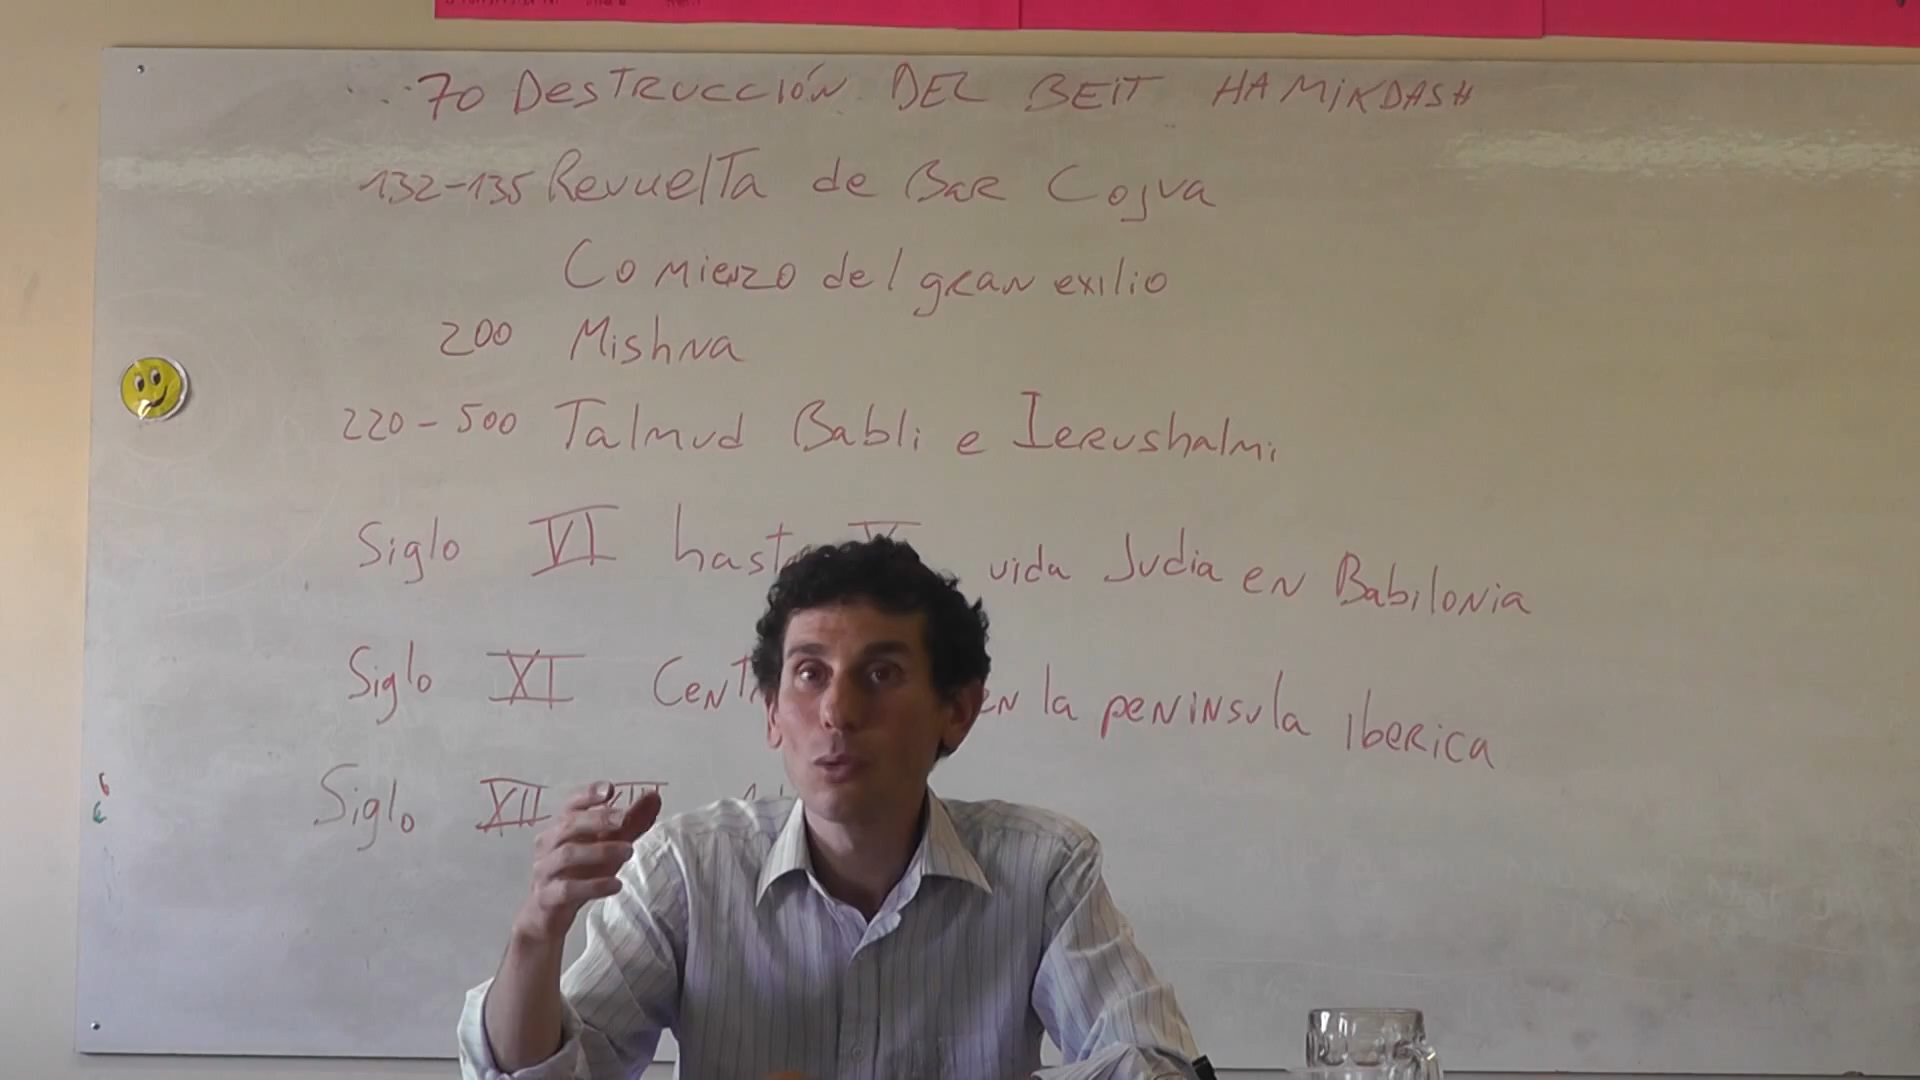 70 DesTRucción DEL BEIT HAMIKDASH
132-135 RevuelTa de BaR Cojva
Comienzo del gran exilio
200 Mishna
220-500 Talmud Babli e Ierushalmi
Siglo VI vida Judia en Babilonia
Siglo XI en la peninsula Iberica
Siglo XII